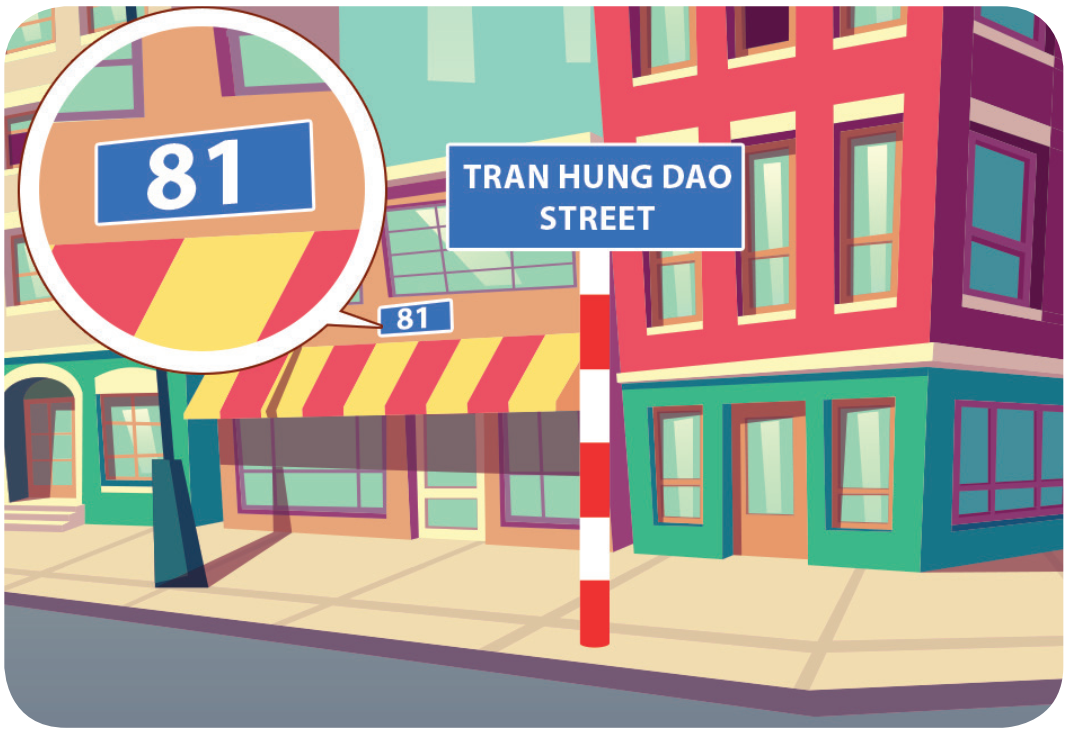 81
TRAN HUNG DAO
STREET
81